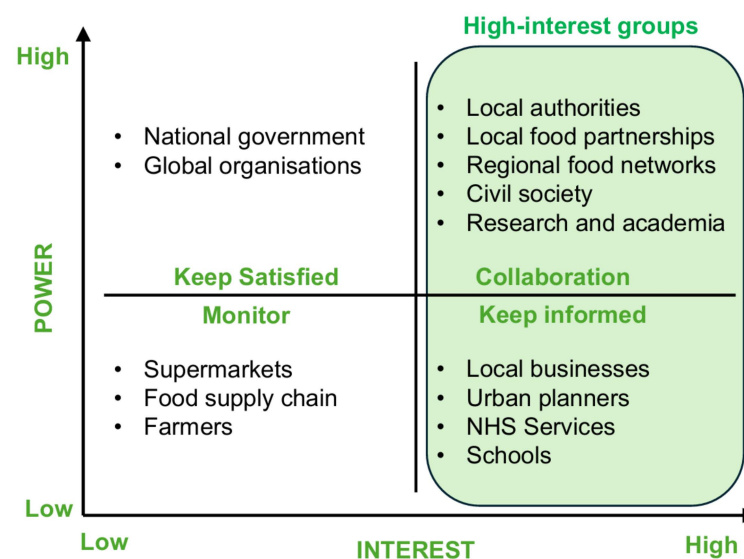 High-interest groups
High
• National government
• Global organisations
• Local authorities
• Local food partnerships
• Regional food networks
• Civil society
• Research and academia
POWER
Keep Satisfied
Collaboration
Monitor
Keep informed
• Supermarkets
• Food supply chain
• Farmers
• Local businesses
• Urban planners
• NHS Services
• Schools
Low
Low
INTEREST
High